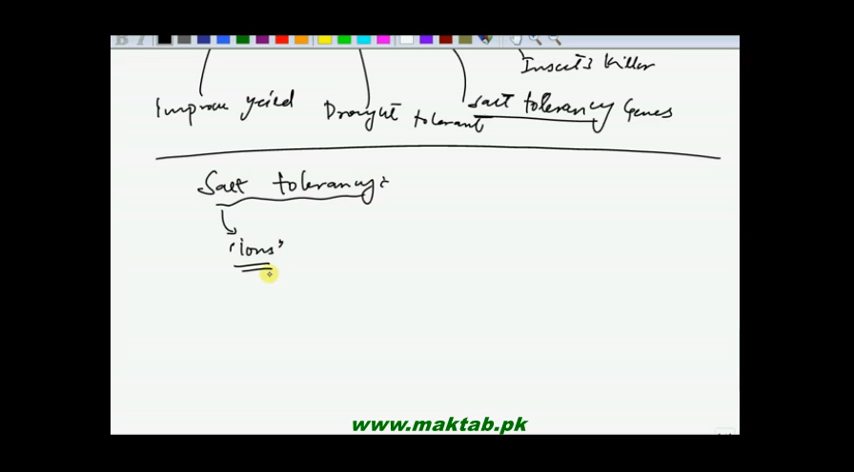 Insects Killer
Improve yield Drought tolerant Salt tolerancy Genes
Salt tolerancy:
'ions'
www.maktab.pk